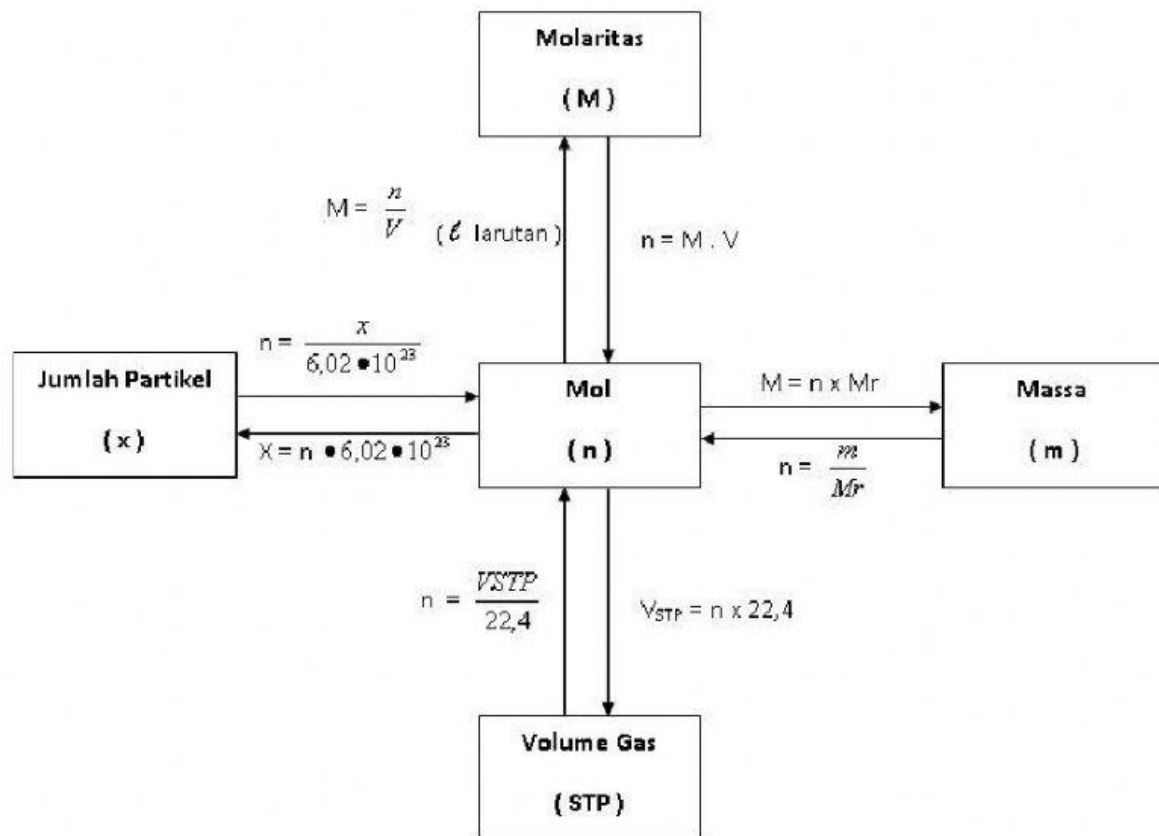 Molaritas
( M )
M = n/V (ℓ larutan )
n = M . V
n = x/6,02•10²³
Jumlah Partikel
( x )
X = n •6,02•10²³
Mol
( n )
M = n x Mr
n = m/Mr
Massa
( m )
n = VSTP/22,4
V_STP = n x 22,4
Volume Gas
( STP )